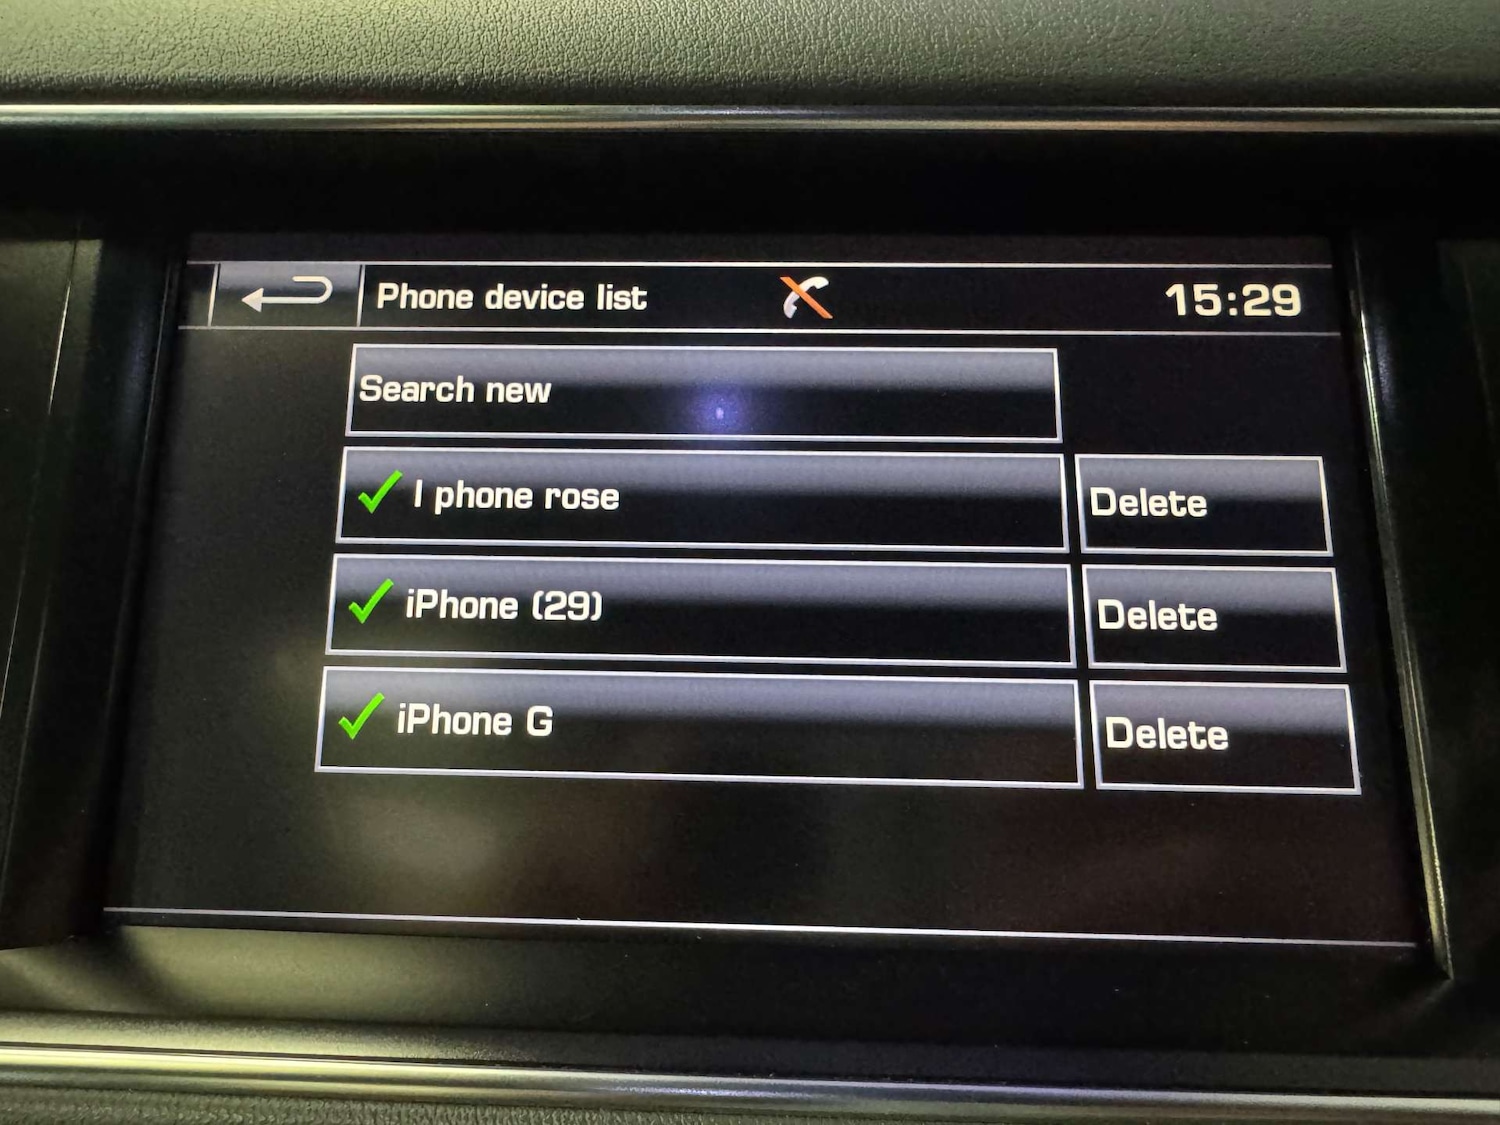 Phone device list
15:29
Search new
I phone rose
Delete
iPhone (29)
Delete
iPhone G
Delete